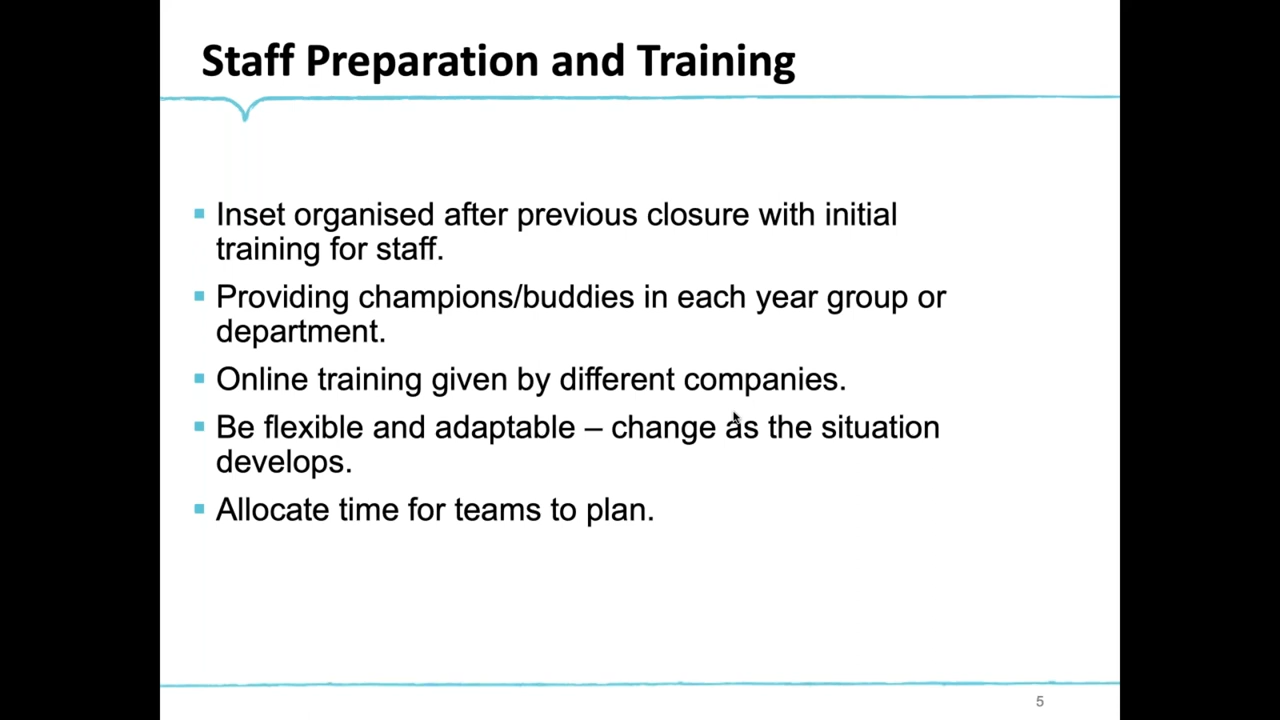 Staff Preparation and Training
Inset organised after previous closure with initial
training for staff.
Providing champions/buddies in each year group or
department.
Online training given by different companies.
Be flexible and adaptable – change as the situation
develops.
Allocate time for teams to plan.
5